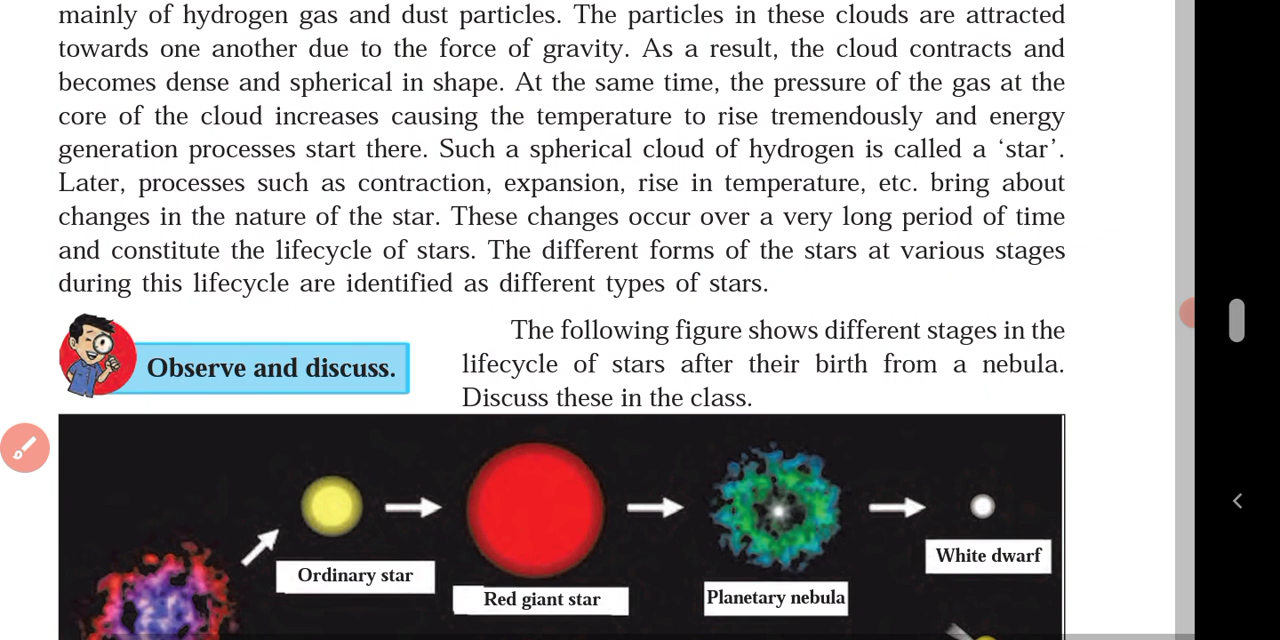 mainly of hydrogen gas and dust particles. The particles in these clouds are attracted
towards one another due to the force of gravity. As a result, the cloud contracts and
becomes dense and spherical in shape. At the same time, the pressure of the gas at the
core of the cloud increases causing the temperature to rise tremendously and energy
generation processes start there. Such a spherical cloud of hydrogen is called a ‘star’.
Later, processes such as contraction, expansion, rise in temperature, etc. bring about
changes in the nature of the star. These changes occur over a very long period of time
and constitute the lifecycle of stars. The different forms of the stars at various stages
during this lifecycle are identified as different types of stars.
Observe and discuss.
The following figure shows different stages in the
lifecycle of stars after their birth from a nebula.
Discuss these in the class.
Ordinary star
Red giant star
Planetary nebula
White dwarf